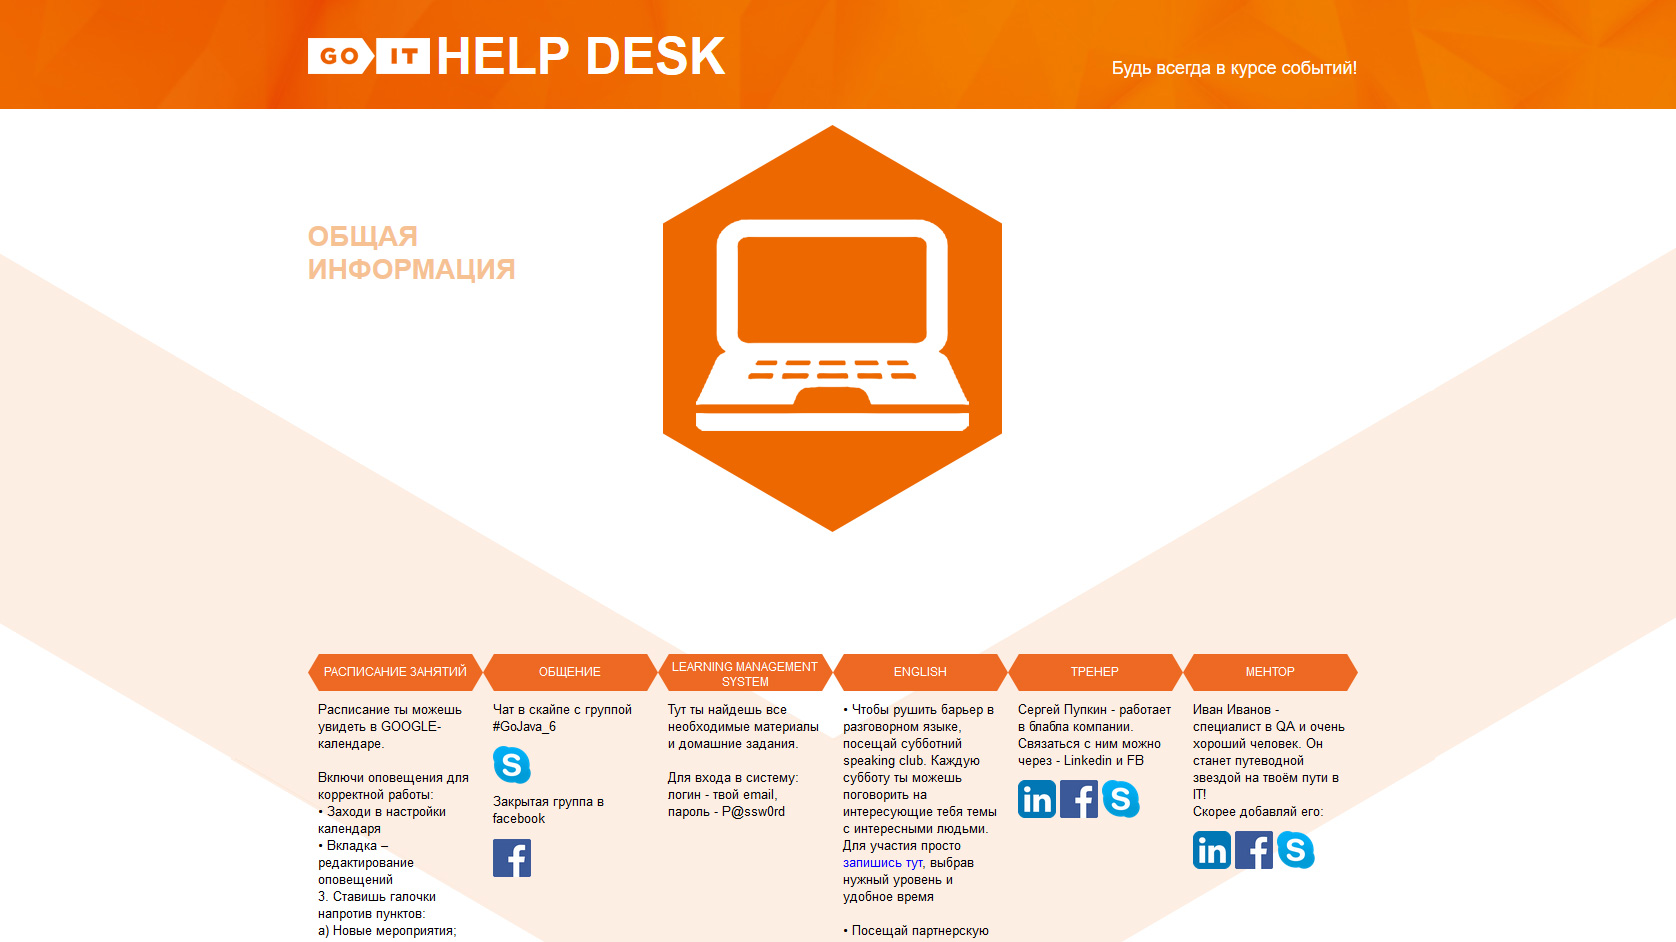 GO IT HELP DESK
Будь всегда в курсе событий!
ОБЩАЯ
ИНФОРМАЦИЯ
РАСПИСАНИЕ ЗАНЯТИЙ
Расписание ты можешь
увидеть в GOOGLE-
календаре.
Включи оповещения для
корректной работы:
• Заходи в настройки
календаря
• Вкладка –
редактирование
оповещений
3. Ставишь галочки
напротив пунктов:
а) Новые мероприятия;
ОБЩЕНИЕ
Чат в скайпе с группой
#GoJava_6
Закрытая группа в
facebook
LEARNING MANAGEMENT
SYSTEM
Тут ты найдешь все
необходимые материалы
и домашние задания.
Для входа в систему:
логин - твой email,
пароль - P@ssw0rd
ENGLISH
• Чтобы рушить барьер в
разговорном языке,
посещай субботний
speaking club. Каждую
субботу ты можешь
поговорить на
интересующие тебя темы
с интересными людьми.
Для участия просто
запишись тут, выбрав
нужный уровень и
удобное время
• Посещай партнерскую
ТРЕНЕР
Сергей Пупкин - работает
в блабла компании.
Связаться с ним можно
через - Linkedin и FB
МЕНТОР
Иван Иванов -
специалист в QA и очень
хороший человек. Он
станет путеводной
звездой на твоём пути в
IT!
Скорее добавляй его: